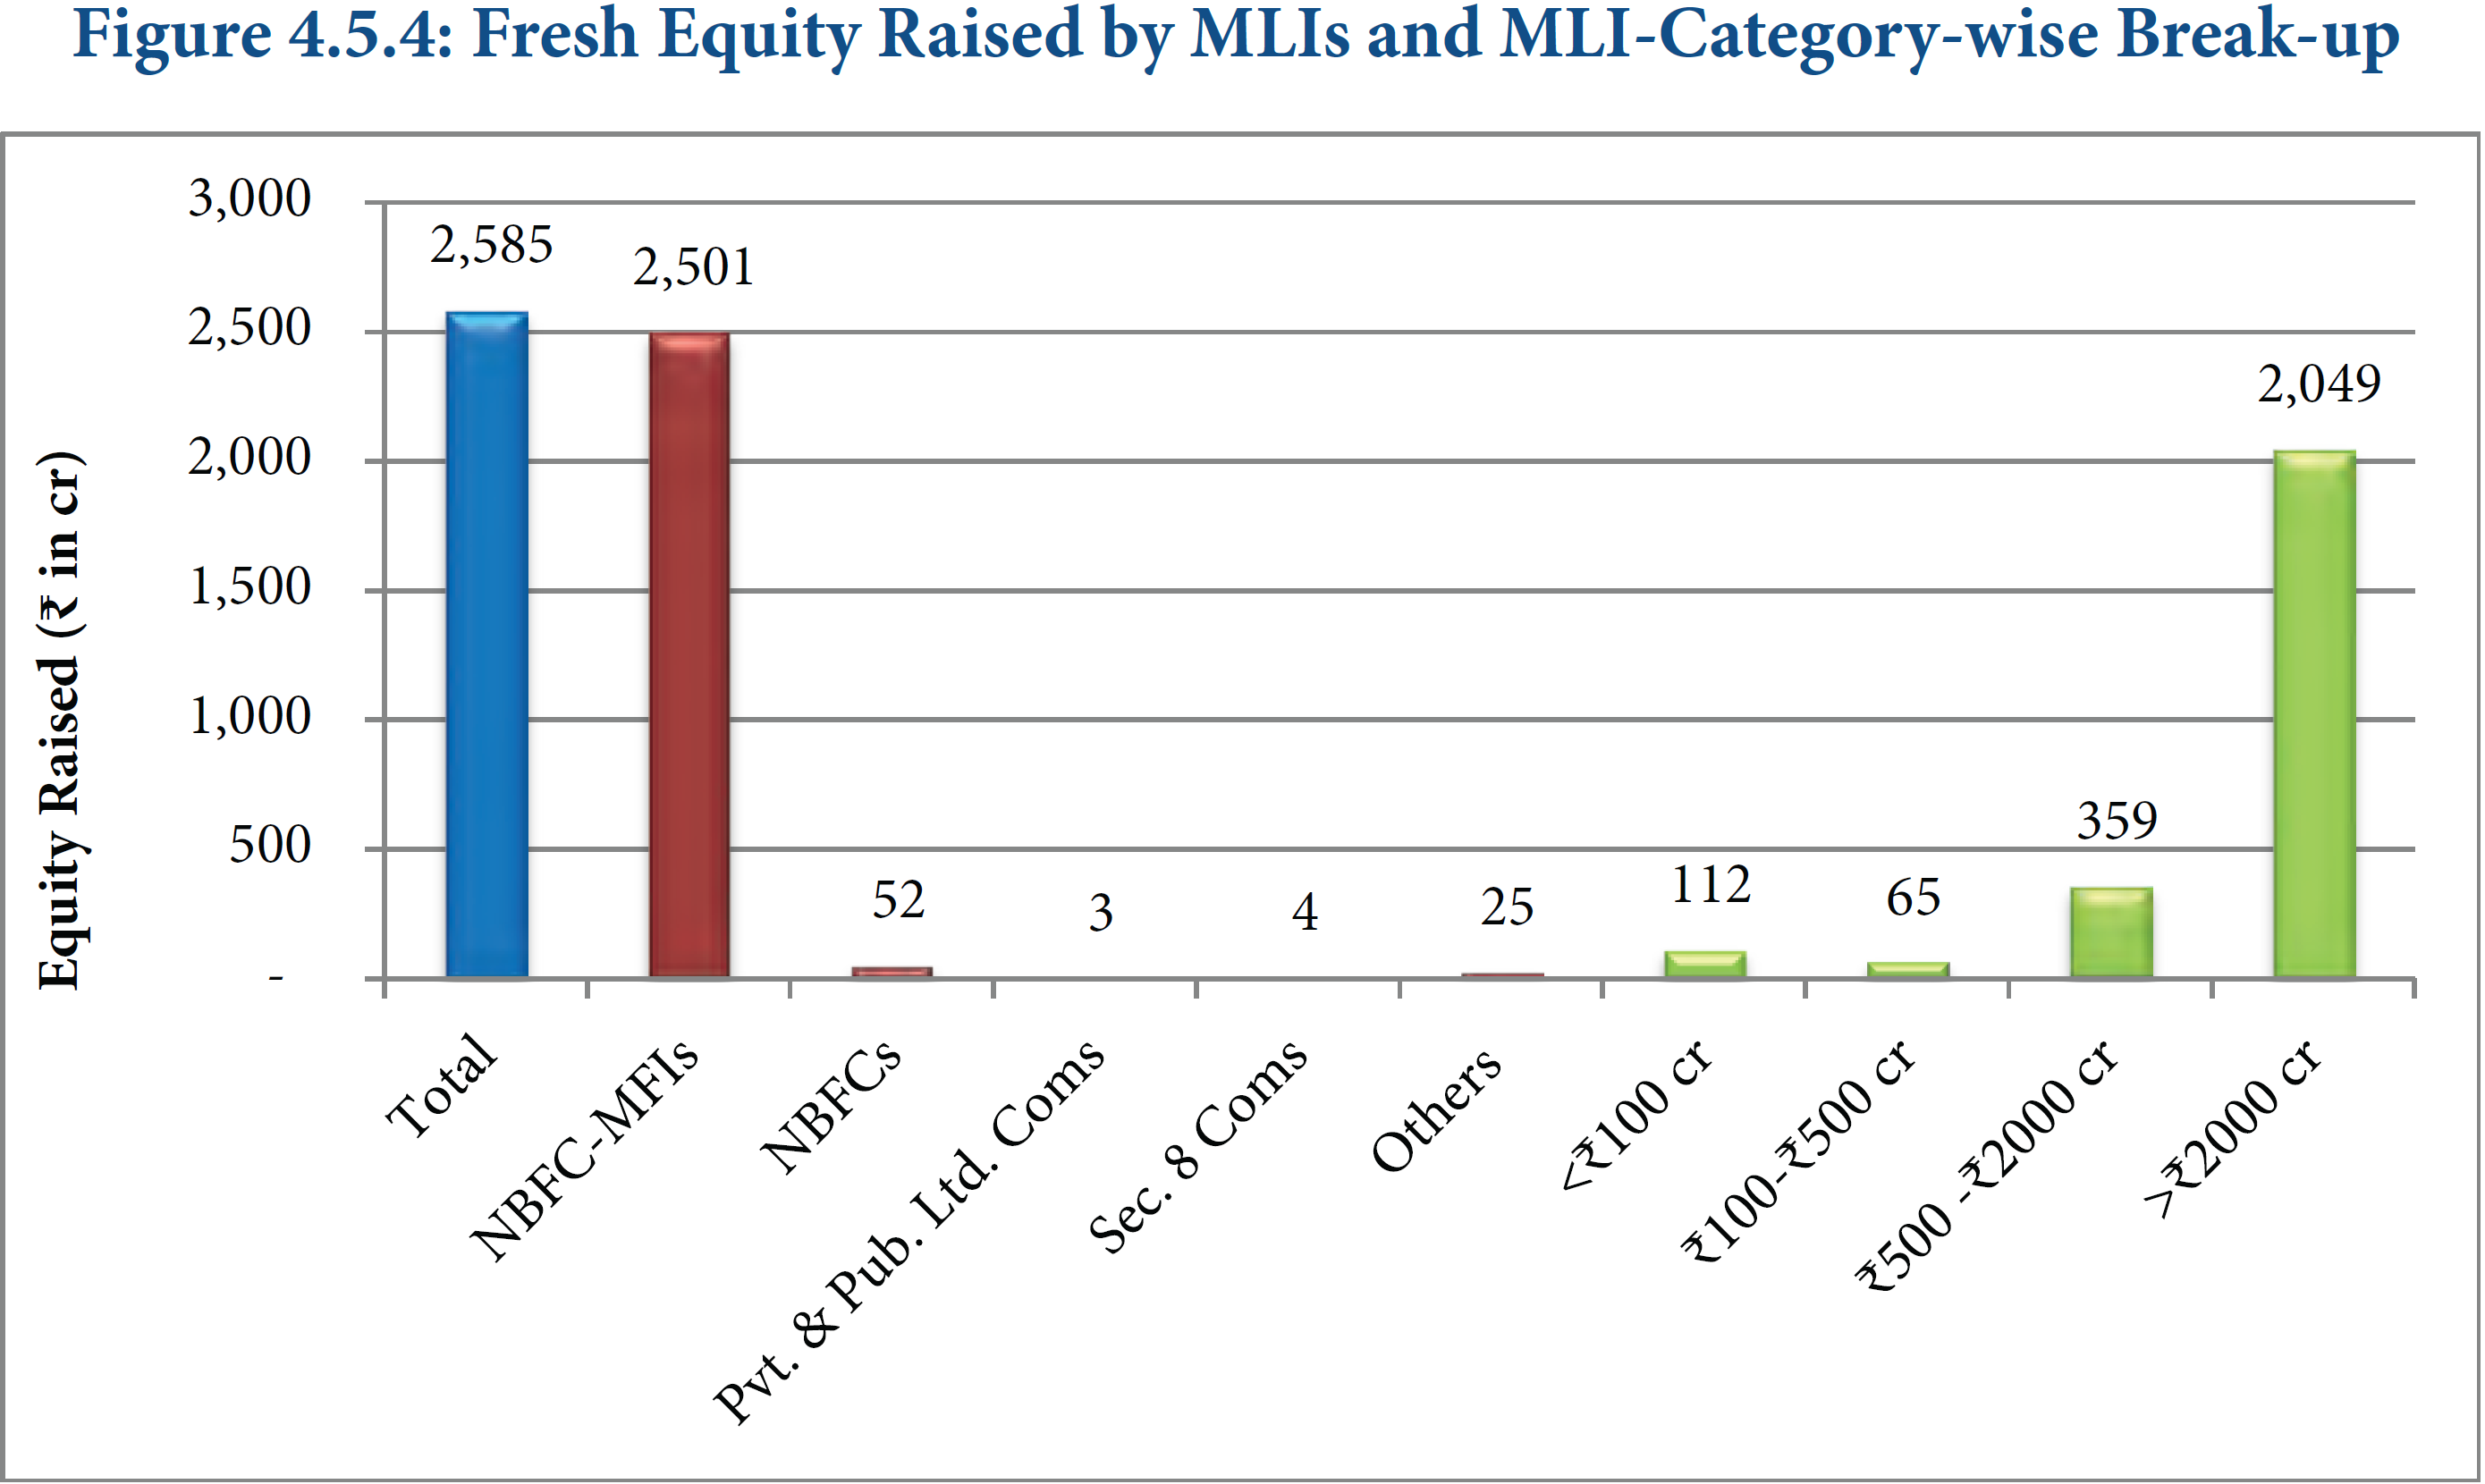 Figure 4.5.4: Fresh Equity Raised by MLIs and MLI-Category-wise Break-up
Equity Raised (₹ in cr)
3,000
2,500
2,000
1,500
1,000
500
-
2,585
2,501
52
3
4
25
112
65
359
2,049
Total
NBFC-MFIs
NBFCs
Pvt. & Pub. Ltd. Coms
Sec. 8 Coms
Others
<₹100 cr
₹100-₹500 cr
₹500 -₹2000 cr
>₹2000 cr